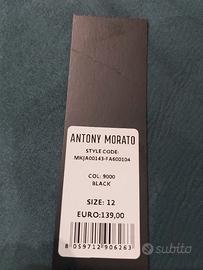 ANTONY MORATO
STYLE CODE:
MKJA00143-FA600104
COL: 9000
BLACK
SIZE: 12
EURO:139,00
8 059712 906263
subito